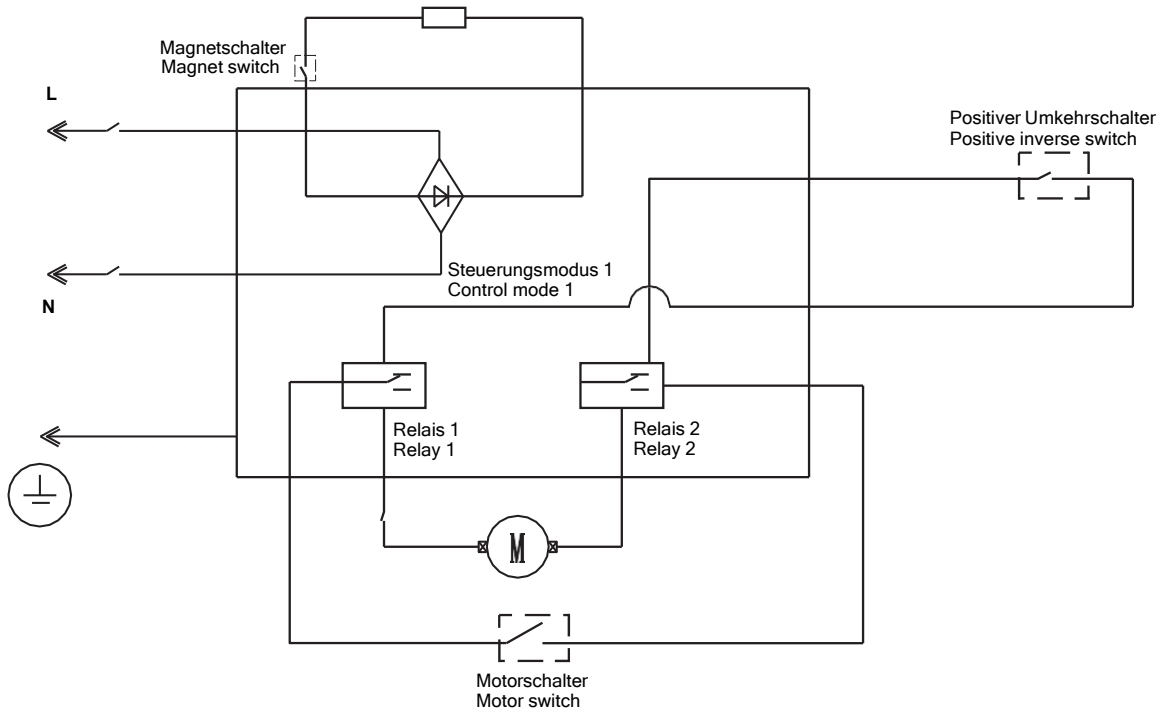 Magnetschalter
Magnet switch
L
Positiver Umkehrschalter
Positive inverse switch
Steuerungsmodus 1
Control mode 1
N
Relais 1
Relay 1
Relais 2
Relay 2
M
Motorschalter
Motor switch